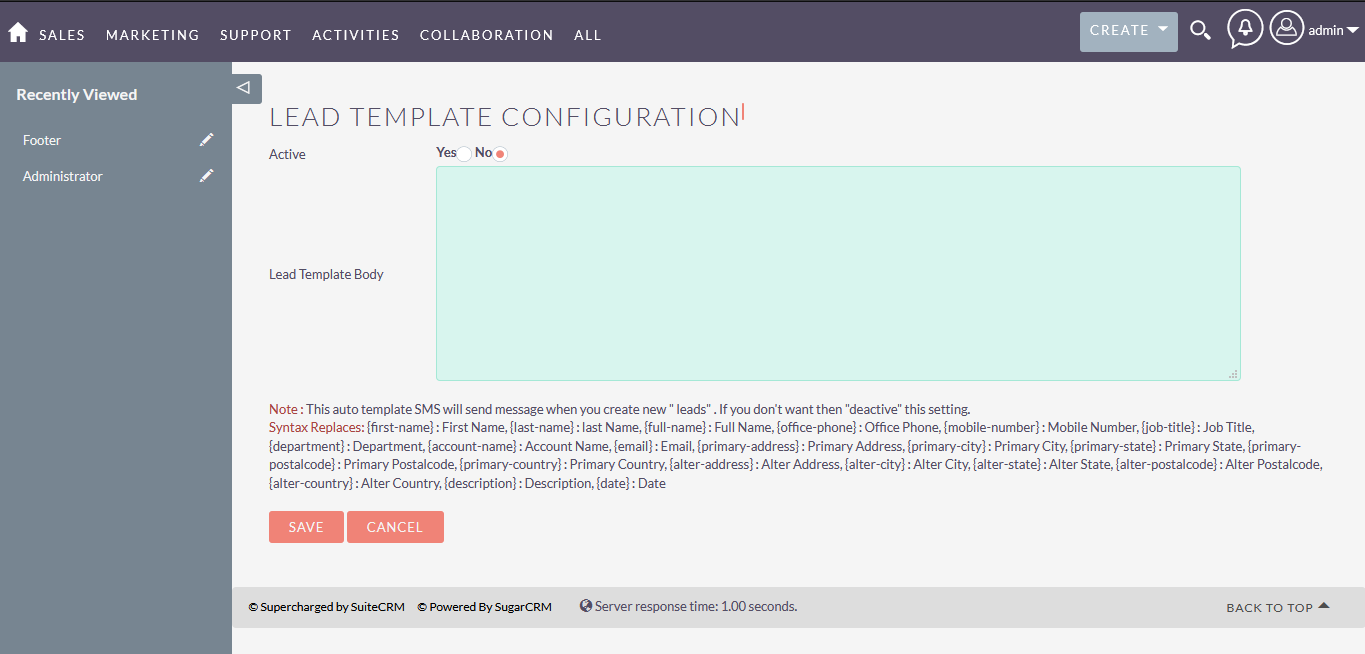 SALES MARKETING SUPPORT ACTIVITIES COLLABORATION ALL CREATE admin
Recently Viewed
Footer
Administrator
LEAD TEMPLATE CONFIGURATION
Active Yes No
Lead Template Body
Note : This auto template SMS will send message when you create new " leads" . If you don't want then "deactive" this setting.
Syntax Replaces: {first-name} : First Name, {last-name} : last Name, {full-name} : Full Name, {office-phone} : Office Phone, {mobile-number} : Mobile Number, {job-title} : Job Title,
{department} : Department, {account-name} : Account Name, {email} : Email, {primary-address} : Primary Address, {primary-city} : Primary City, {primary-state} : Primary State, {primary-
postalcode} : Primary Postalcode, {primary-country} : Primary Country, {alter-address} : Alter Address, {alter-city} : Alter City, {alter-state} : Alter State, {alter-postalcode} : Alter Postalcode,
{alter-country} : Alter Country, {description} : Description, {date} : Date
SAVE CANCEL
© Supercharged by SuiteCRM © Powered By SugarCRM Server response time: 1.00 seconds. BACK TO TOP